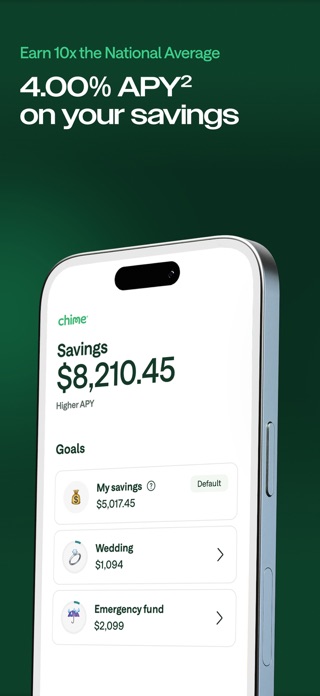 Earn 10x the National Average
4.00% APY²
on your savings
chime
Savings
$8,210.45
Higher APY
Goals
My savings ?
Default
$5,017.45
Wedding
$1,094
Emergency fund
$2,099